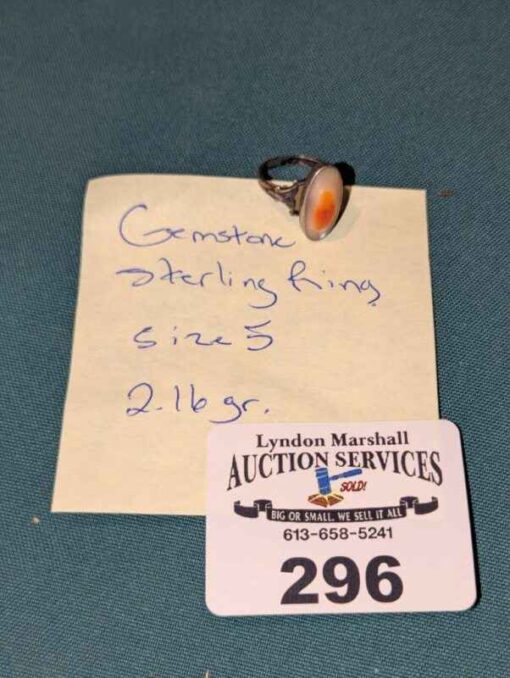 Gemstone
sterling Ring
size 5
2.16 gr.
Lyndon Marshall
AUCTION SERVICES
SOLD!
BIG OR SMALL, WE SELL IT ALL
613-658-5241
296